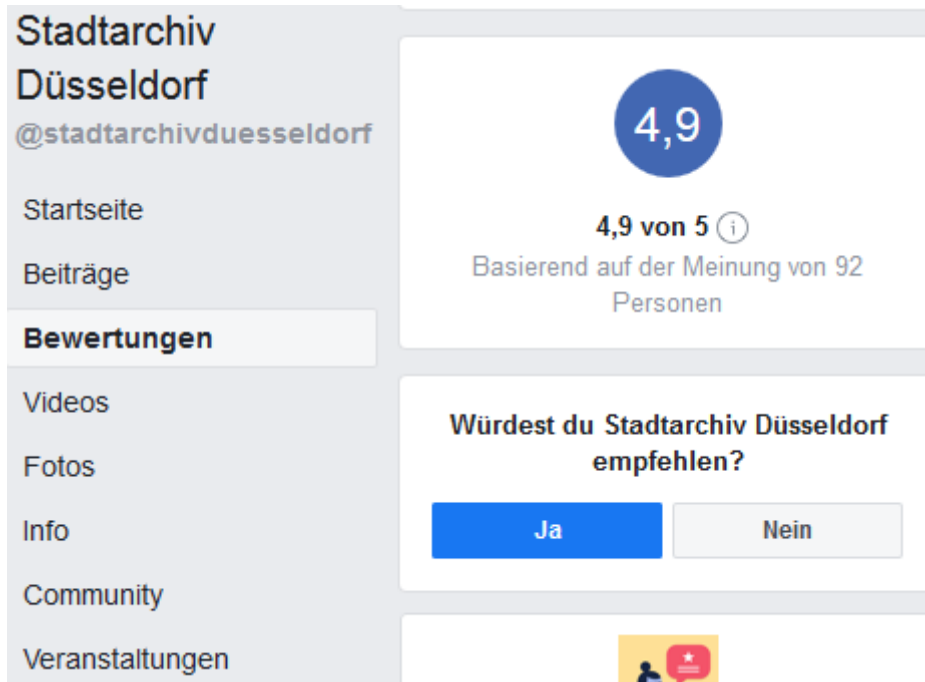 Stadtarchiv
Düsseldorf
@stadtarchivduesseldorf
Startseite
Beiträge
Bewertungen
Videos
Fotos
Info
Community
Veranstaltungen
4,9
4,9 von 5
Basierend auf der Meinung von 92
Personen
Würdest du Stadtarchiv Düsseldorf
empfehlen?
Ja
Nein